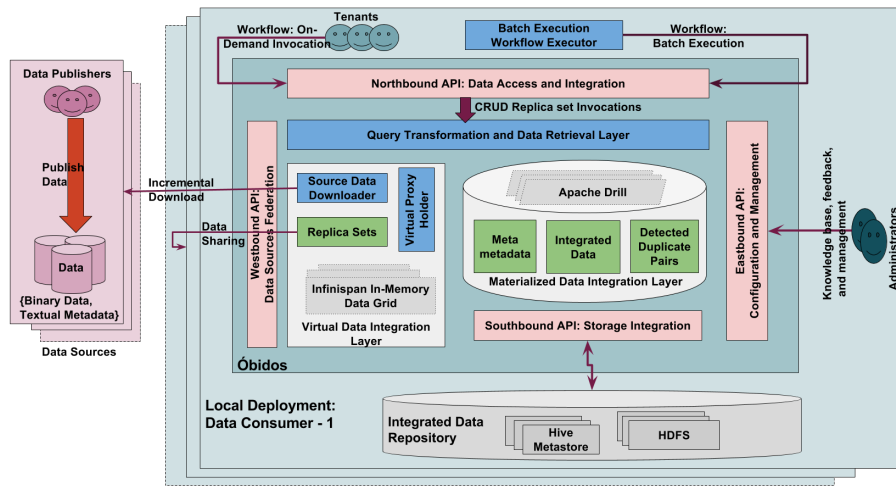 Tenants
Workflow: On-
Demand Invocation
Batch Execution
Workflow Executor
Workflow:
Batch Execution
Data Publishers
Publish
Data
Data
{Binary Data,
Textual Metadata}
Data Sources
Incremental
Download
Data
Sharing
Northbound API: Data Access and Integration
CRUD Replica set Invocations
Query Transformation and Data Retrieval Layer
Westbound API:
Data Sources Federation
Source Data
Downloader
Virtual Proxy
Holder
Replica Sets
Infinispan In-Memory
Data Grid
Virtual Data Integration
Layer
Apache Drill
Meta
metadata
Integrated
Data
Detected
Duplicate
Pairs
Materialized Data Integration Layer
Southbound API: Storage Integration
Eastbound API:
Configuration and Management
Knowledge base, feedback,
and management
Administrators
Óbidos
Local Deployment:
Data Consumer - 1
Integrated Data
Repository
Hive
Metastore
HDFS